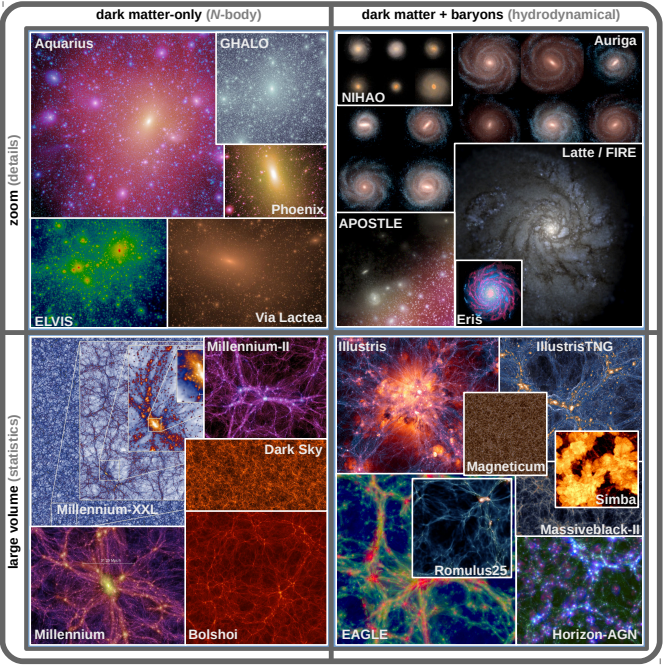 dark matter-only (N-body)
dark matter + baryons (hydrodynamical)
zoom (details)
Aquarius
GHALO
Phoenix
ELVIS
Via Lactea
NIHAO
Auriga
Latte / FIRE
APOSTLE
Eris
large volume (statistics)
Millennium-XXL
Millennium-II
Dark Sky
Millennium
Bolshoi
Illustris
IllustrisTNG
Magneticum
Simba
Massiveblack-II
Romulus25
EAGLE
Horizon-AGN